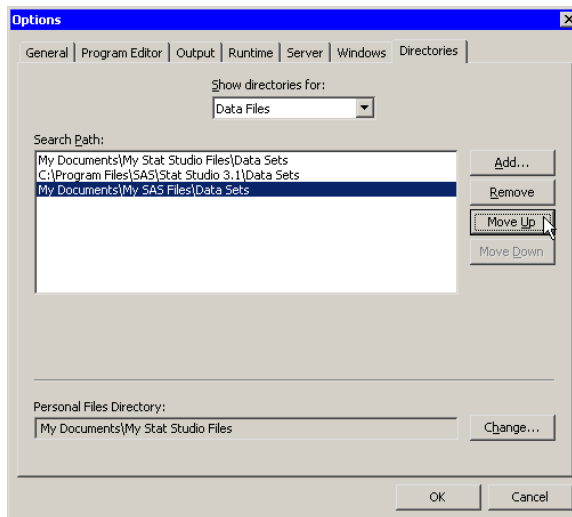 Options
General Program Editor Output Runtime Server Windows Directories
Show directories for:
Data Files
Search Path:
My Documents\My Stat Studio Files\Data Sets
C:\Program Files\SAS\Stat Studio 3.1\Data Sets
My Documents\My SAS Files\Data Sets
Add...
Remove
Move Up
Move Down
Personal Files Directory:
My Documents\My Stat Studio Files
Change...
OK Cancel